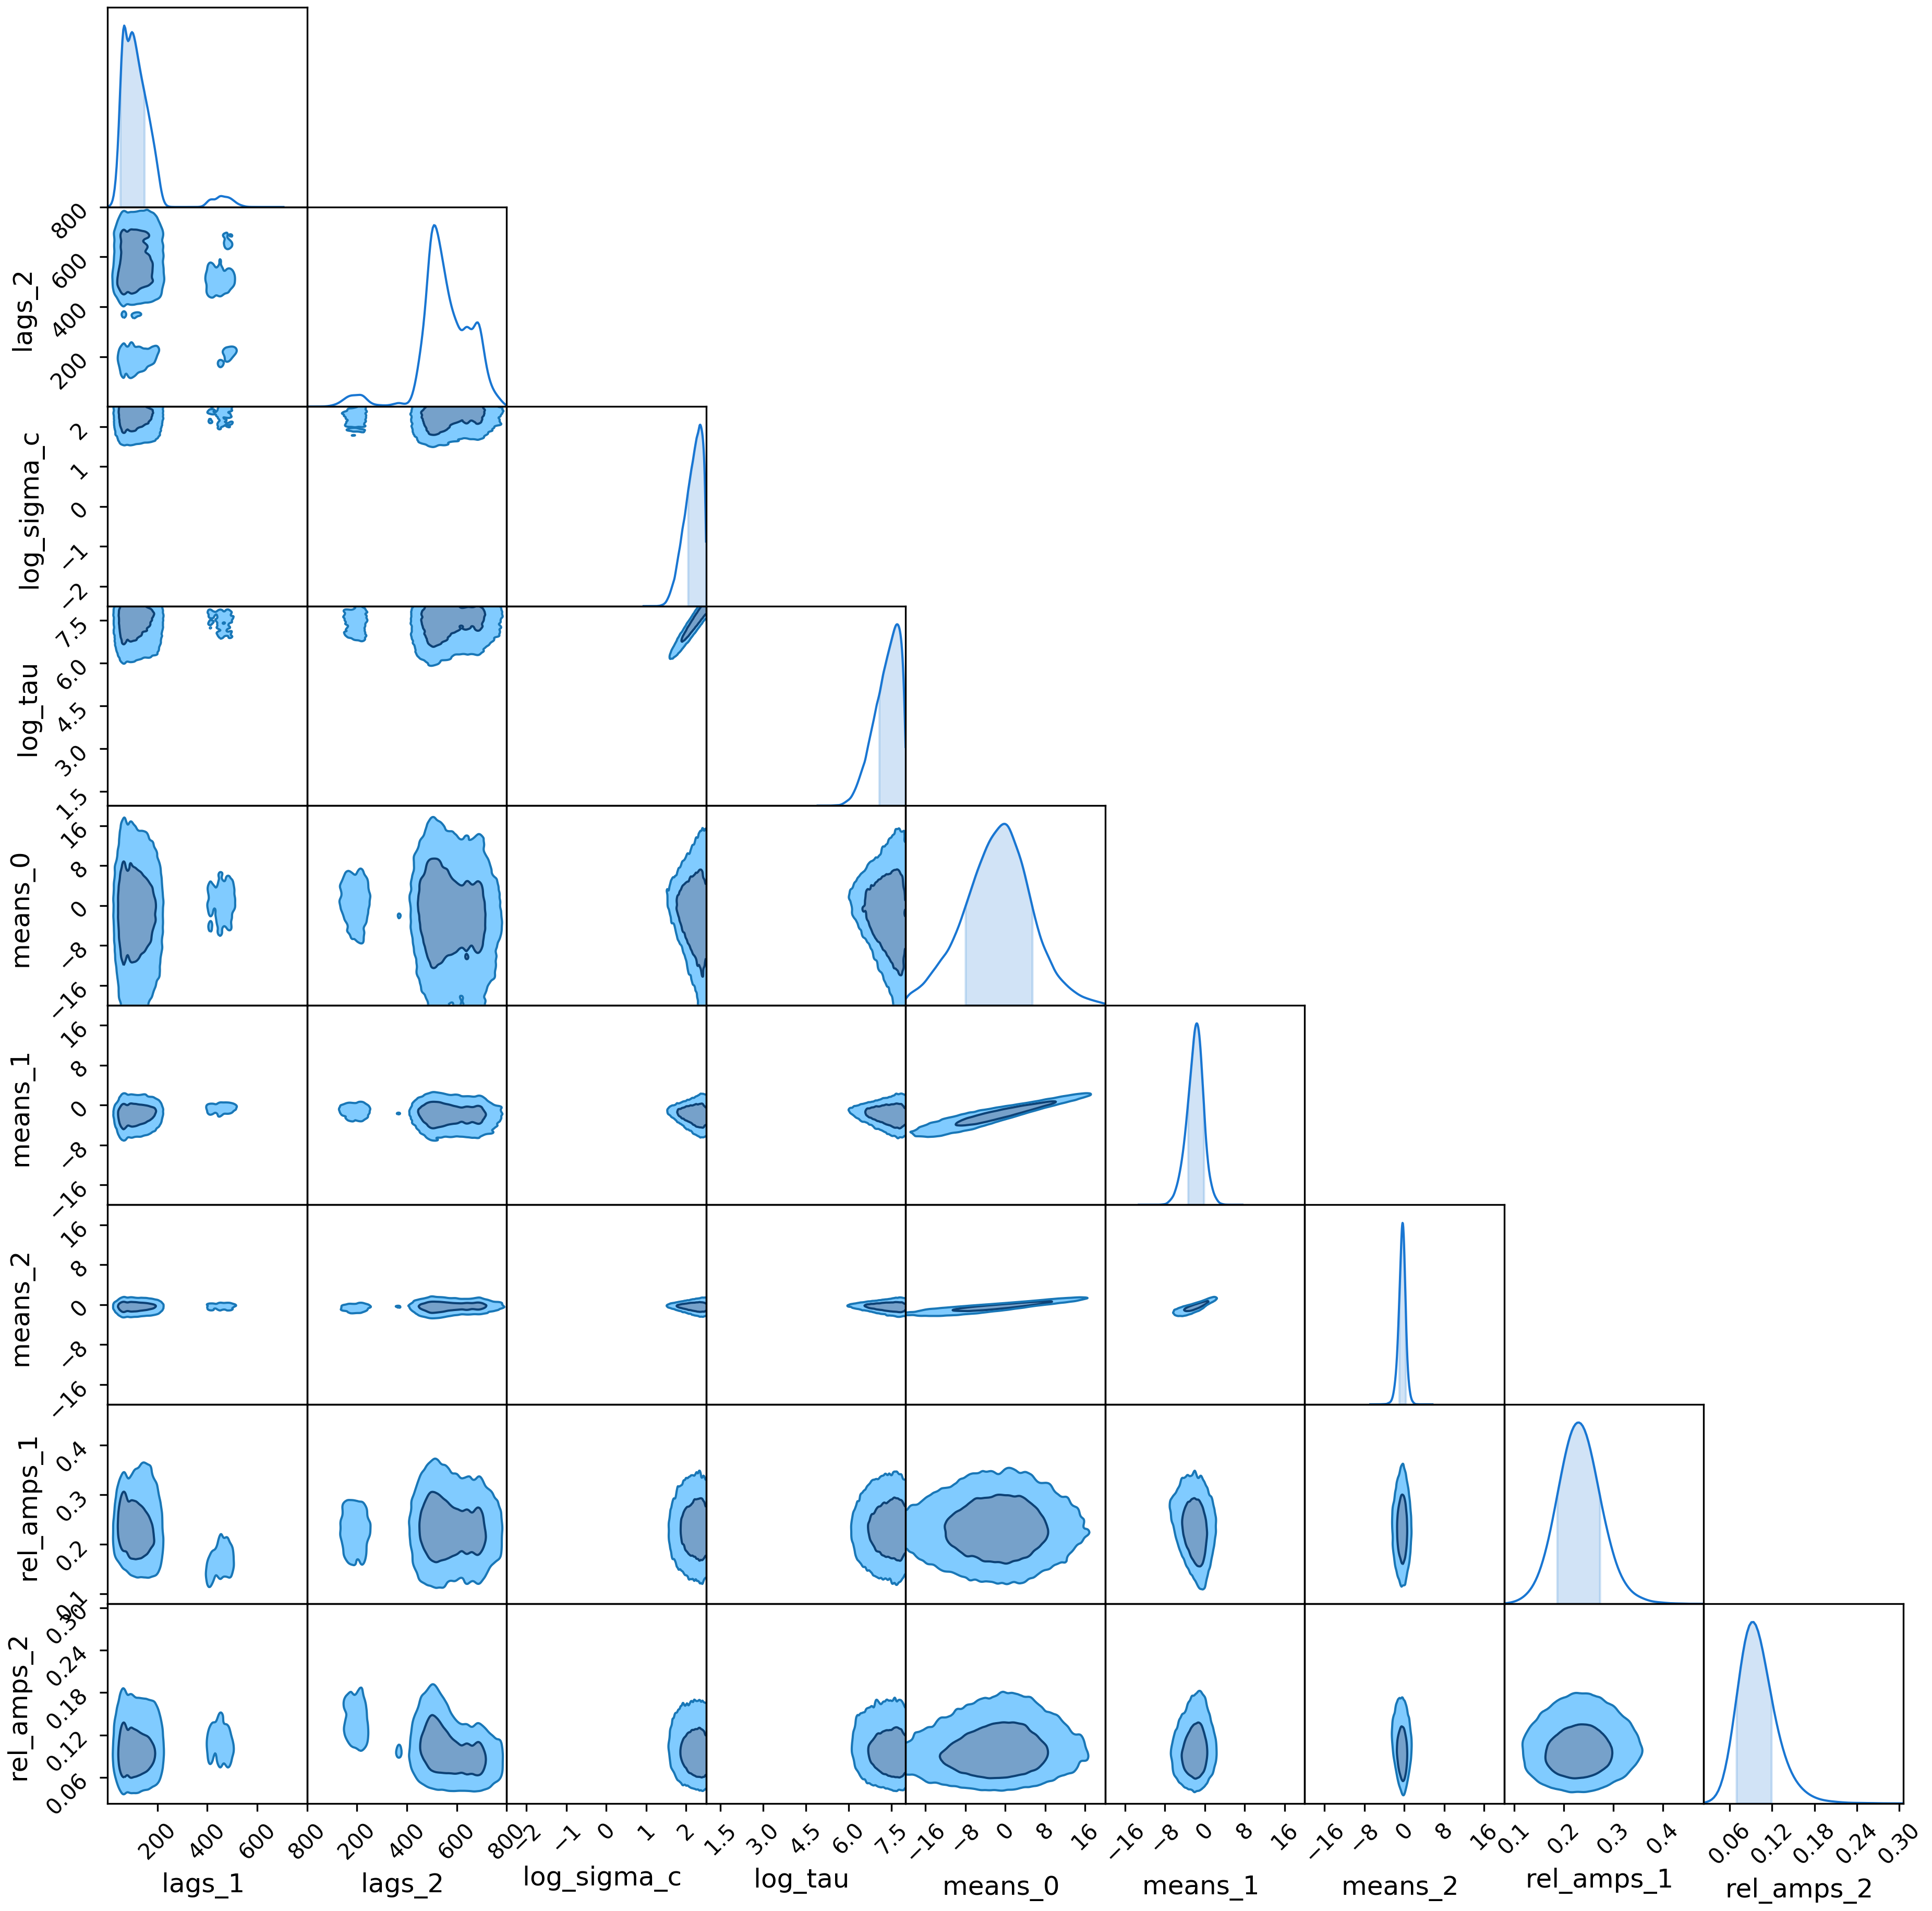 800
600
400
200
lags_2
2
1
0
−1
−2
log_sigma_c
7.5
6.0
4.5
3.0
1.5
log_tau
16
8
0
−8
−16
means_0
16
8
0
−8
−16
means_1
16
8
0
−8
−16
means_2
0.4
0.3
0.2
0.1
rel_amps_1
0.30
0.24
0.18
0.12
0.06
rel_amps_2
200 400 600 800
200 400 600 800
−2 −1 0 1 2
1.5 3.0 4.5 6.0 7.5
−16 −8 0 8 16
−16 −8 0 8 16
−16 −8 0 8 16
0.1 0.2 0.3 0.4
0.06 0.12 0.18 0.24 0.30
lags_1 lags_2 log_sigma_c log_tau means_0 means_1 means_2 rel_amps_1 rel_amps_2